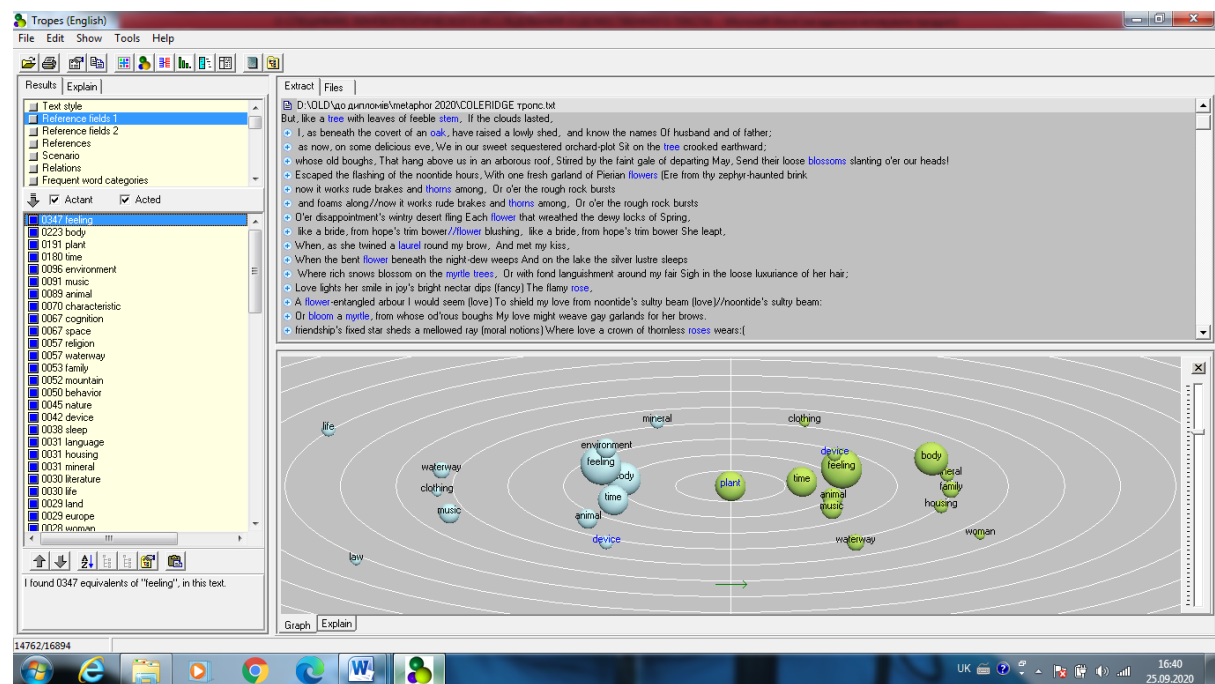 Tropes (English)
File Edit Show Tools Help
Results Explain
Text style
Reference fields 1
Reference fields 2
References
Scenario
Relations
Frequent word categories
Actant Acted
0347 feeling
0223 body
0191 plant
0180 time
0096 environment
0091 music
0089 animal
0070 characteristic
0067 cognition
0067 space
0057 religion
0057 waterway
0053 family
0052 mountain
0050 behavior
0045 nature
0042 device
0038 sleep
0031 language
0031 housing
0031 mineral
0030 literature
0030 life
0029 land
0029 europe
0028 woman
I found 0347 equivalents of "feeling", in this text.
Extract Files
D:\OLD\до дипломів\metaphor 2020\COLERIDGE тропс.txt
But, like a tree with leaves of feeble stem, If the clouds lasted,
I, as beneath the covert of an oak, have raised a lowly shed, and know the names Of husband and of father;
as now, on some delicious eve, We in our sweet sequestered orchard-plot Sit on the tree crooked earthward;
whose old boughs, That hang above us in an arborous roof, Stirred by the faint gale of departing May, Send their loose blossoms slanting o'er our heads!
Escaped the flashing of the noontide hours, With one fresh garland of Pierian flowers (Ere from thy zephyr-haunted brink
now it works rude brakes and thorns among, Or o'er the rough rock bursts
and foams along//now it works rude brakes and thorns among, Or o'er the rough rock bursts
O'er disappointment's wintry desert fling Each flower that wreathed the dewy locks of Spring,
like a bride, from hope's trim bower//flower blushing, like a bride, from hope's trim bower She leapt,
When, as she twined a laurel round my brow, And met my kiss,
When the bent flower beneath the night-dew weeps And on the lake the silver lustre sleeps
Where rich snows blossom on the myrtle trees, Or with fond languishment around my fair Sigh in the loose luxuriance of her hair;
Love lights her smile in joy's bright nectar dips (fancy) The flamy rose,
A flower-entangled arbour I would seem (love) To shield my love from noontide's sulty beam (love)//noontide's sulty beam:
Or bloom a myrtle, from whose od'rous boughs My love might weave gay garlands for her brows.
friendship's fixed star sheds a mellowed ray (moral notions) Where love a crown of thornless roses wears:(
mineral clothing
life
environment device
feeling feeling body
waterway body plant time neral
clothing time animal family
music animal music housing
device waterway woman
law
Graph Explain
14762/16894
UK 16:40
25.09.2020